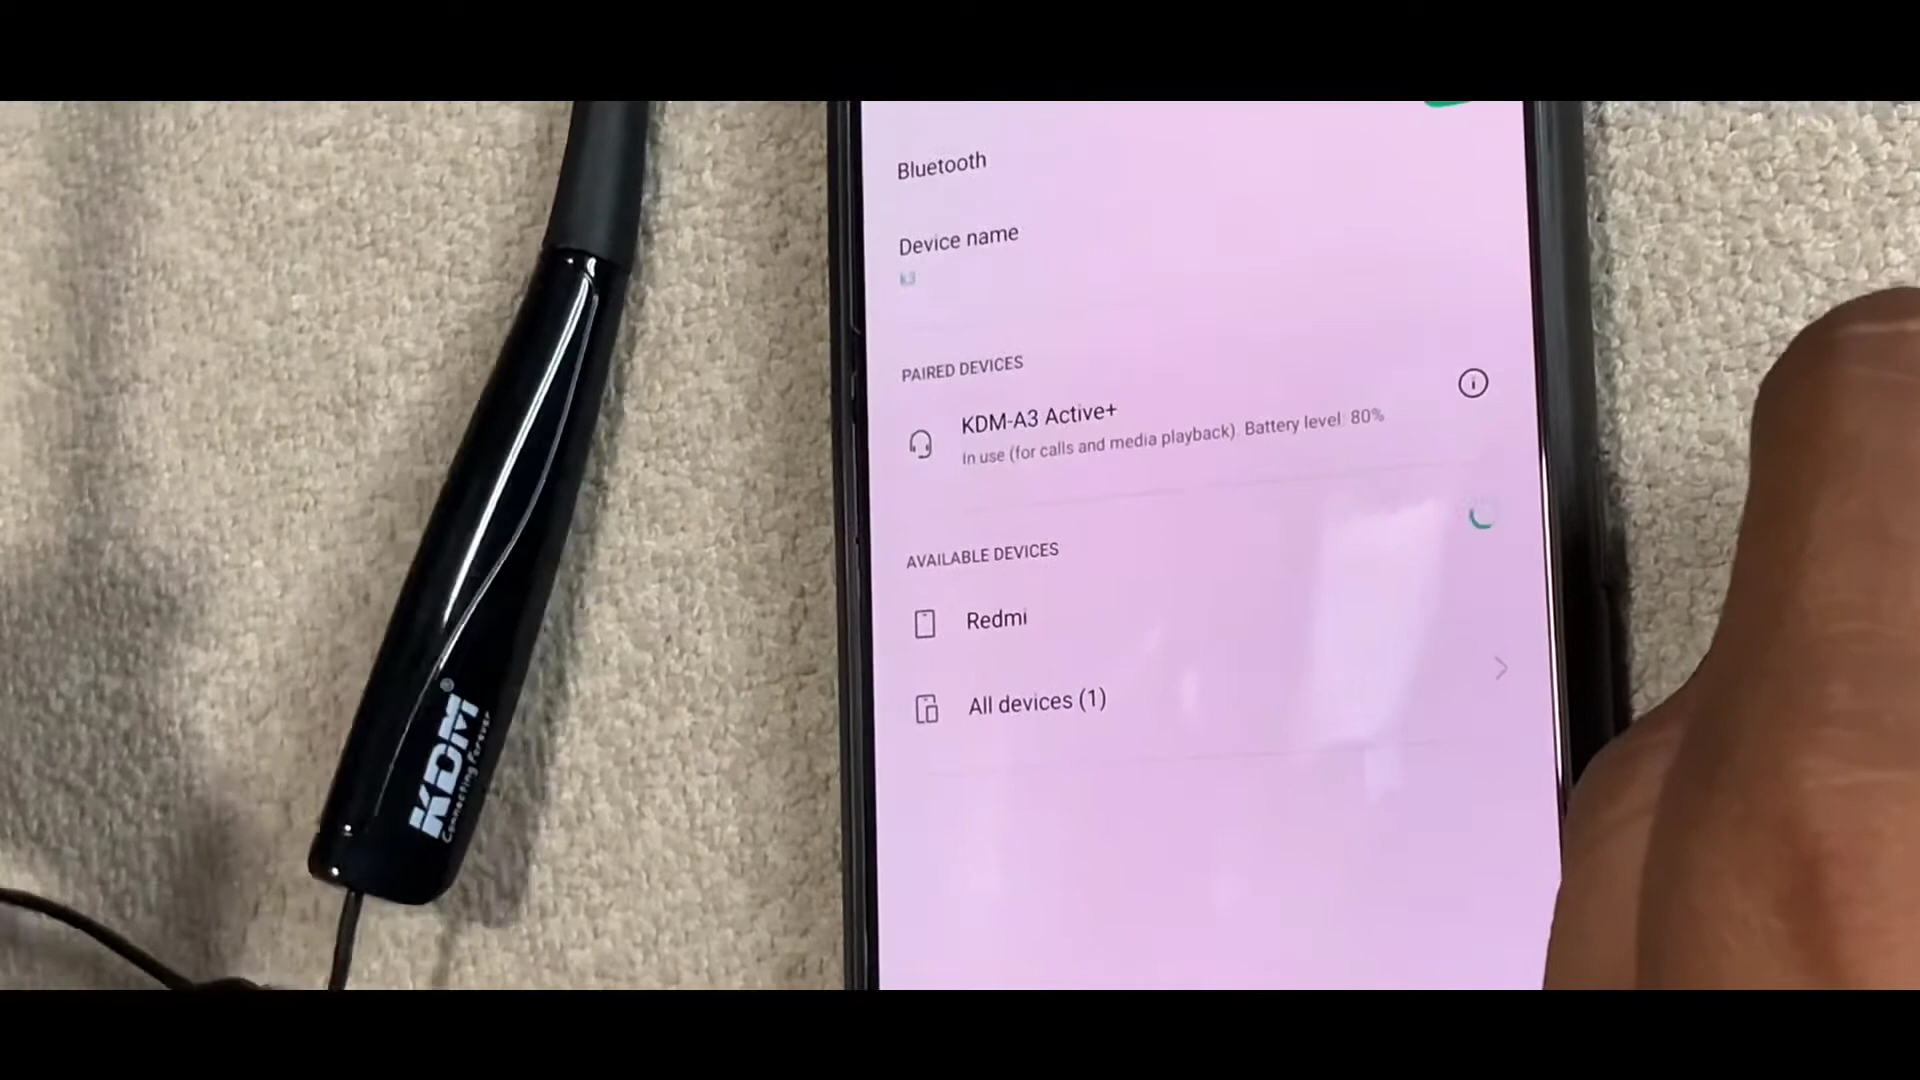 Bluetooth
Device name
k3
PAIRED DEVICES
KDM-A3 Active+
In use (for calls and media playback). Battery level: 80%
AVAILABLE DEVICES
Redmi
All devices (1)
KDM®
Connecting Forever